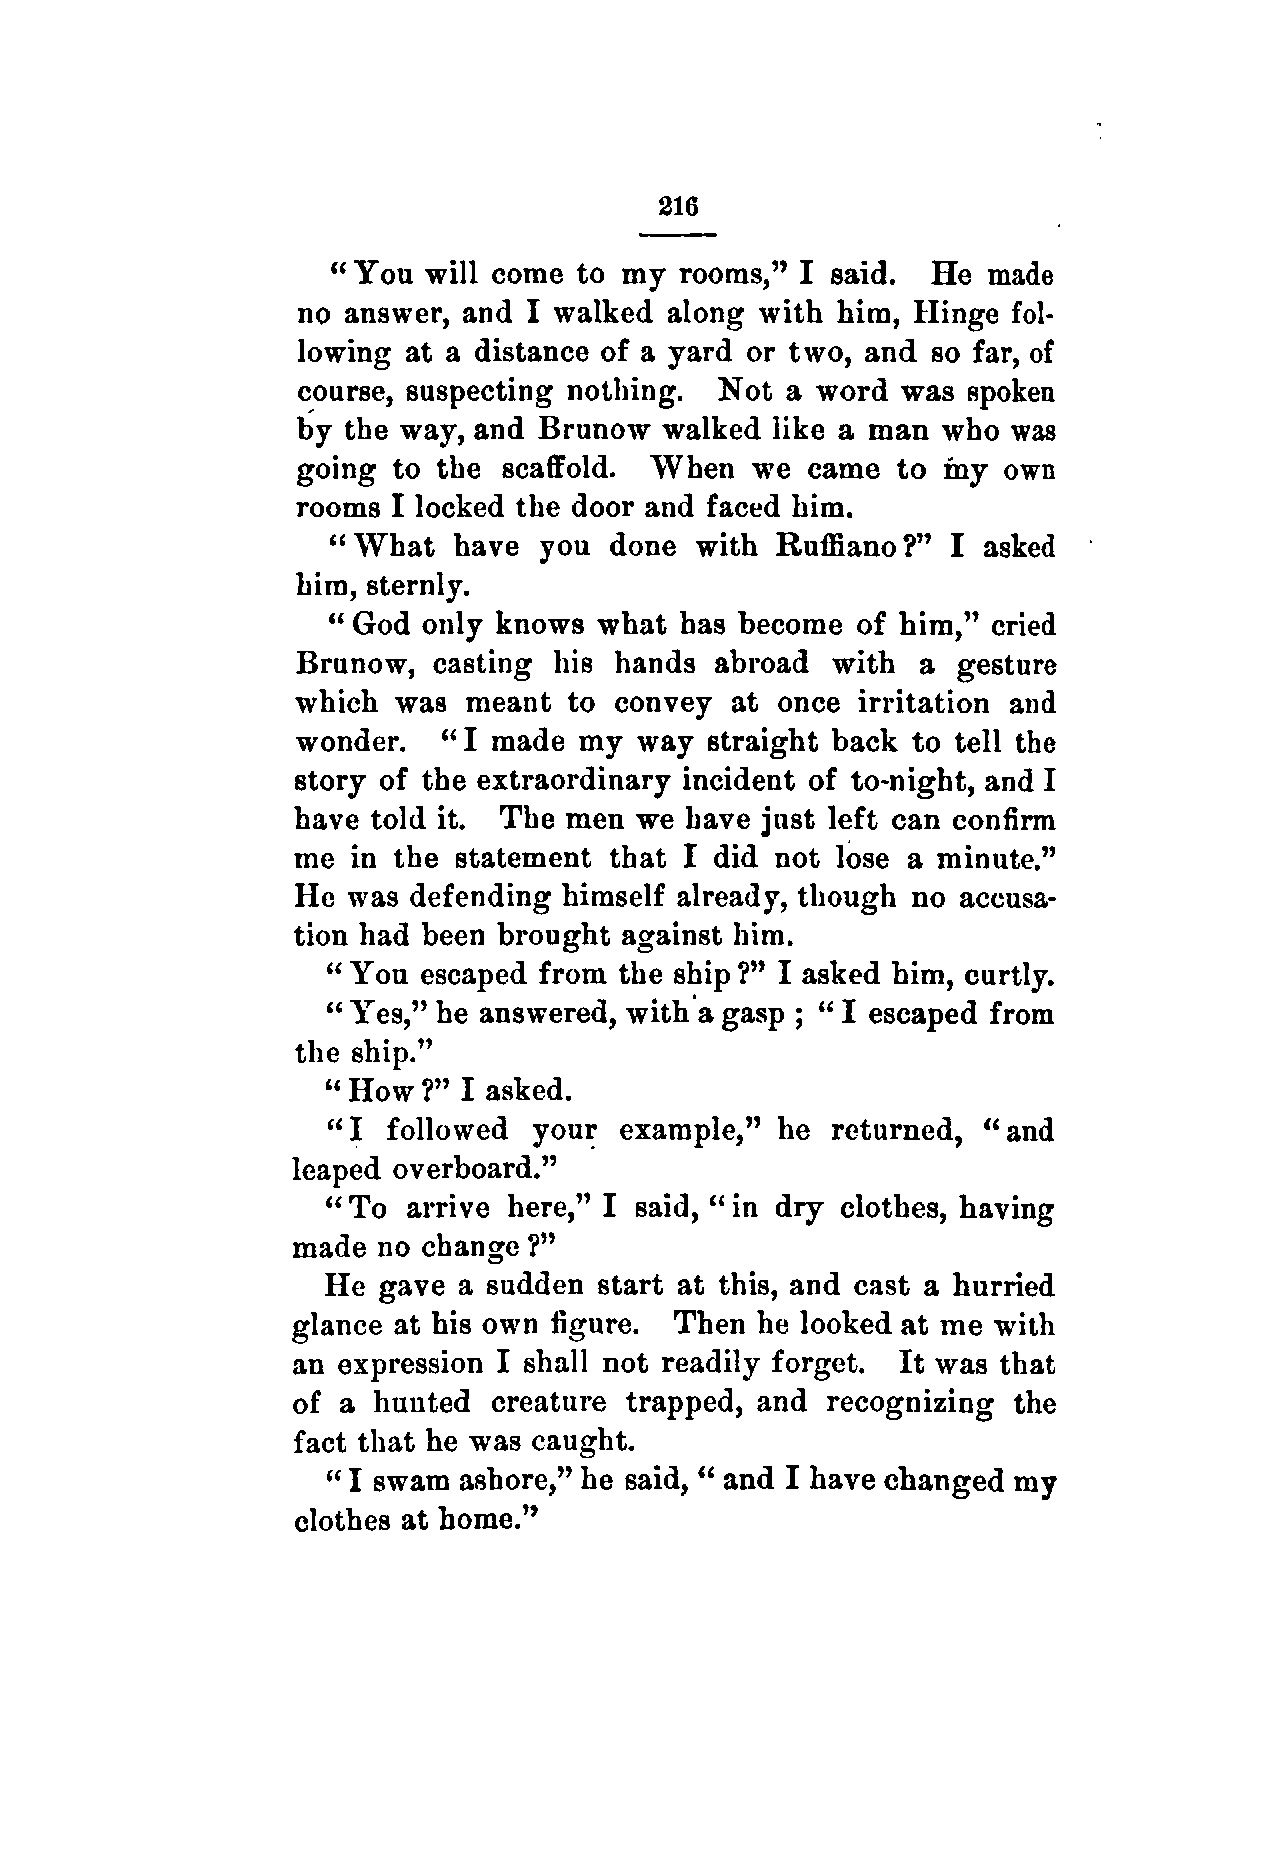 216
“You will come to my rooms,” I said. He made
no answer, and I walked along with him, Hinge fol-
lowing at a distance of a yard or two, and so far, of
course, suspecting nothing. Not a word was spoken
by the way, and Brunow walked like a man who was
going to the scaffold. When we came to my own
rooms I locked the door and faced him.
“What have you done with Ruffiano?” I asked
him, sternly.
“God only knows what has become of him,” cried
Brunow, casting his hands abroad with a gesture
which was meant to convey at once irritation and
wonder. “I made my way straight back to tell the
story of the extraordinary incident of to-night, and I
have told it. The men we have just left can confirm
me in the statement that I did not lose a minute.”
He was defending himself already, though no accusa-
tion had been brought against him.
“You escaped from the ship?” I asked him, curtly.
“Yes,” he answered, with a gasp; “I escaped from
the ship.”
“How?” I asked.
“I followed your example,” he returned, “and
leaped overboard.”
“To arrive here,” I said, “in dry clothes, having
made no change?”
He gave a sudden start at this, and cast a hurried
glance at his own figure. Then he looked at me with
an expression I shall not readily forget. It was that
of a hunted creature trapped, and recognizing the
fact that he was caught.
“I swam ashore,” he said, “and I have changed my
clothes at home.”